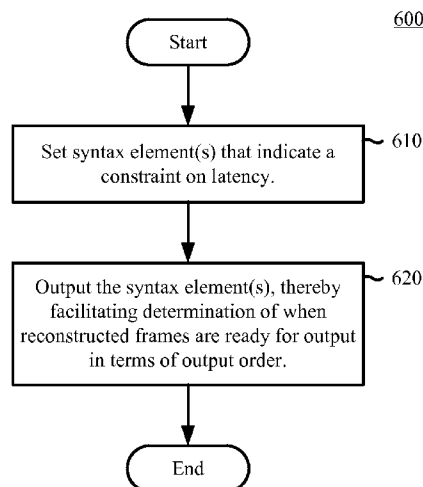 600
Start
Set syntax element(s) that indicate a
constraint on latency.
610
Output the syntax element(s), thereby
facilitating determination of when
reconstructed frames are ready for output
in terms of output order.
620
End